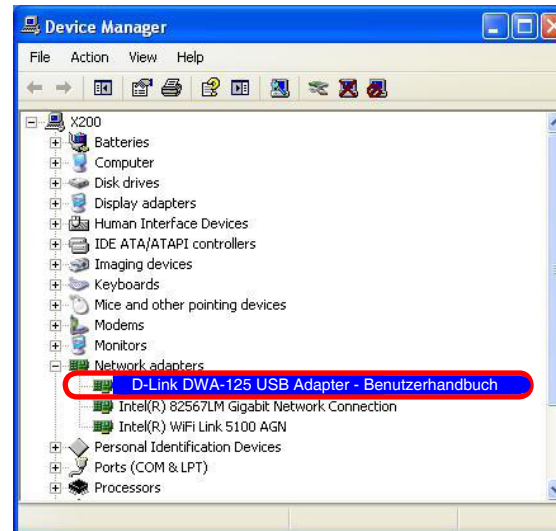 Device Manager
File Action View Help
X200
Batteries
Computer
Disk drives
Display adapters
Human Interface Devices
IDE ATA/ATAPI controllers
Imaging devices
Keyboards
Mice and other pointing devices
Modems
Monitors
Network adapters
D-Link DWA-125 USB Adapter - Benutzerhandbuch
Intel(R) 82567LM Gigabit Network Connection
Intel(R) WiFi Link 5100 AGN
Personal Identification Devices
Ports (COM & LPT)
Processors